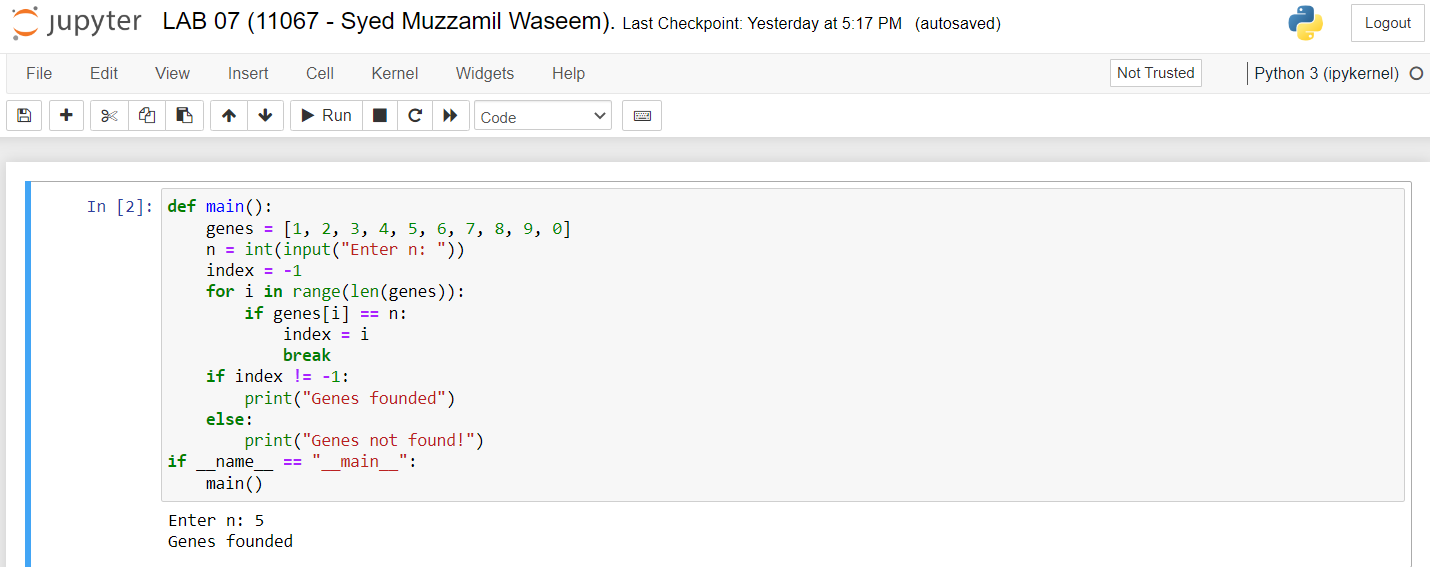 jupyter LAB 07 (11067 - Syed Muzzamil Waseem). Last Checkpoint: Yesterday at 5:17 PM (autosaved) Logout
File Edit View Insert Cell Kernel Widgets Help Not Trusted Python 3 (ipykernel)
Run Code
In [2]: def main():
    genes = [1, 2, 3, 4, 5, 6, 7, 8, 9, 0]
    n = int(input("Enter n: "))
    index = -1
    for i in range(len(genes)):
        if genes[i] == n:
            index = i
            break
    if index != -1:
        print("Genes founded")
    else:
        print("Genes not found!")
if __name__ == "__main__":
    main()
Enter n: 5
Genes founded